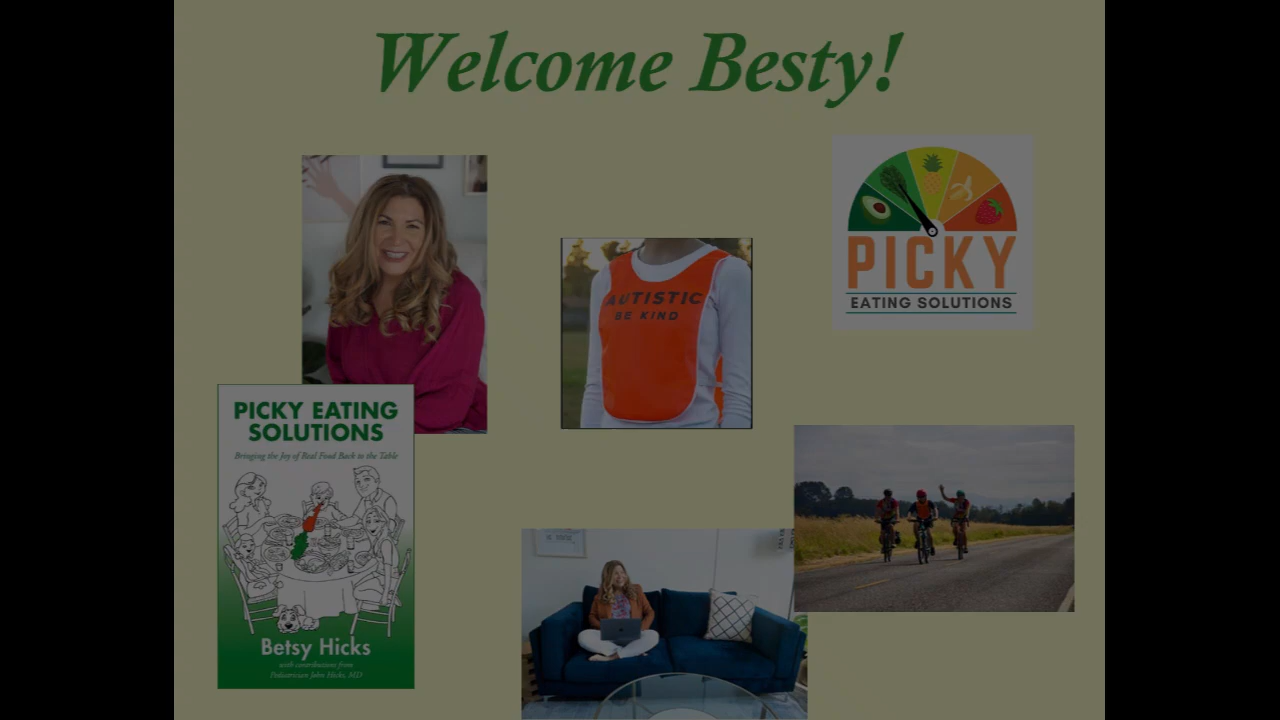 Welcome Besty!
AUTISTIC
BE KIND
PICKY
EATING SOLUTIONS
PICKY EATING
SOLUTIONS
Bringing the Joy of Real Food Back to the Table
Betsy Hicks
with contributions from
Pediatrician John Hicks, MD